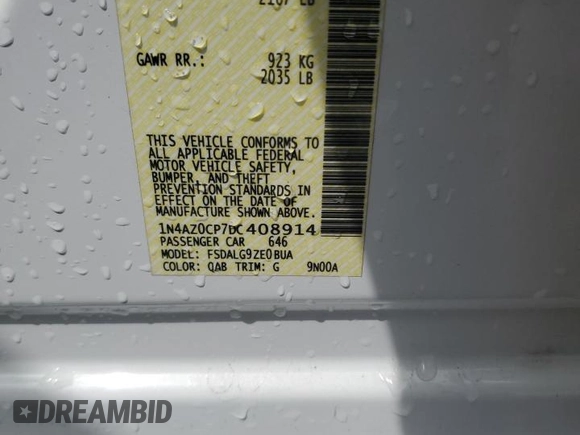 2167 LB
GAWR RR.: 923 KG
2035 LB
THIS VEHICLE CONFORMS TO
ALL APPLICABLE FEDERAL
MOTOR VEHICLE SAFETY,
BUMPER, AND THEFT
PREVENTION STANDARDS IN
EFFECT ON THE DATE OF
MANUFACTURE SHOWN ABOVE.
1N4AZ0CP7DC408914
PASSENGER CAR 646
MODEL: FSDALG9ZE0BUA
COLOR: QAB TRIM: G 9N00A
DREAMBID